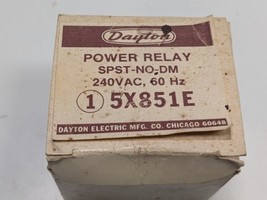 Dayton
POWER RELAY
SPST-NO-DM
240VAC, 60 Hz
1 5X851E
DAYTON ELECTRIC MFG. CO. CHICAGO 60648